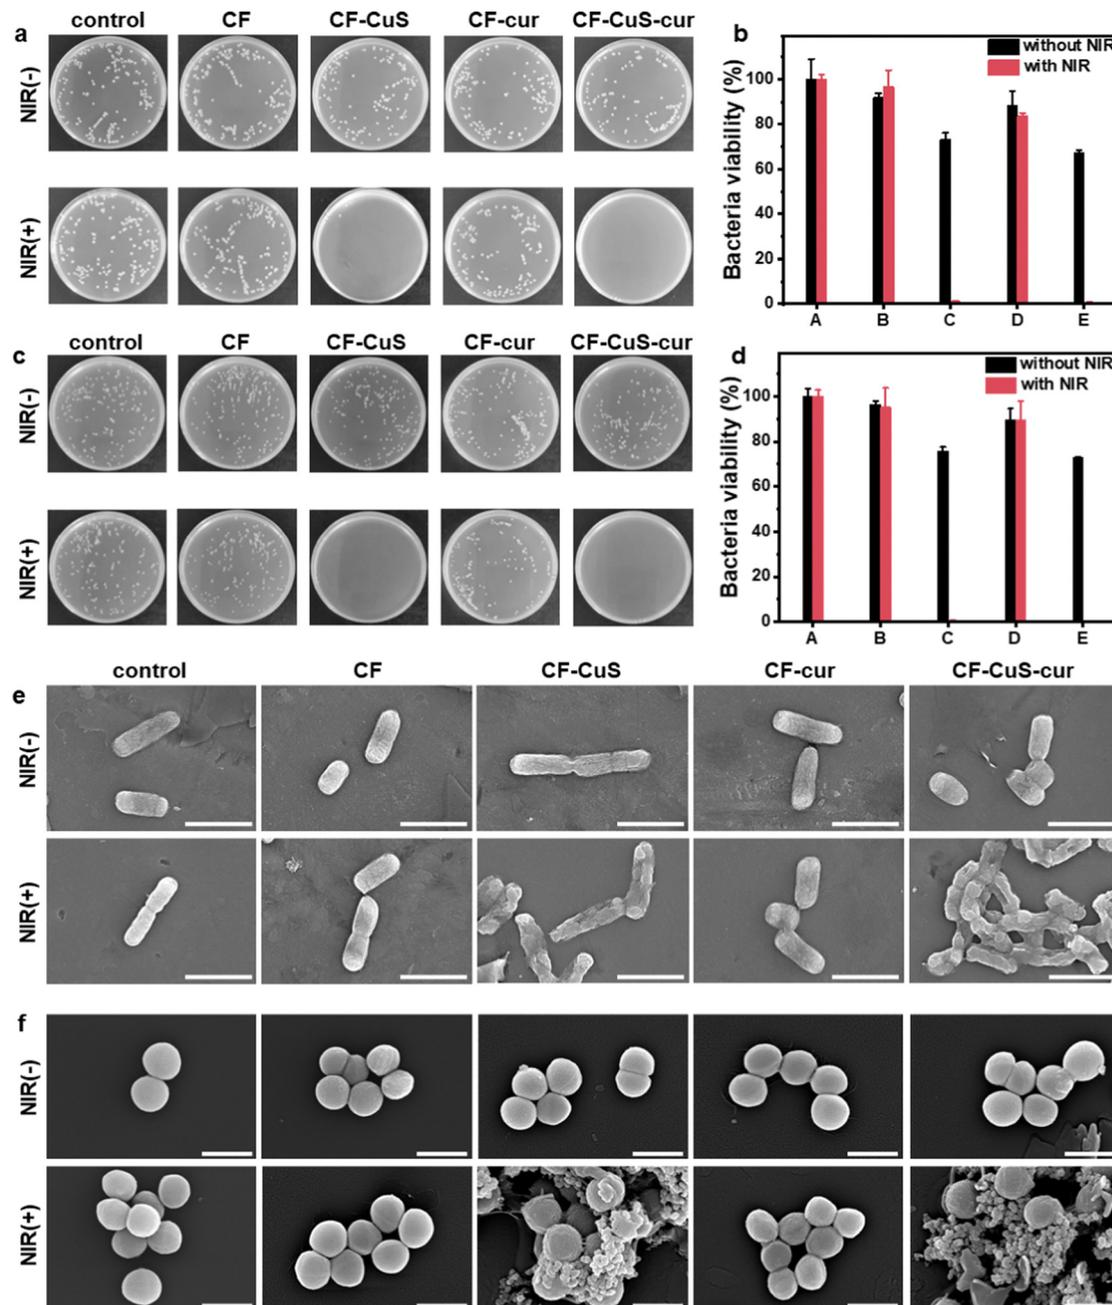 a
control CF CF-CuS CF-cur CF-CuS-cur
NIR(-)
NIR(+)
b
without NIR
with NIR
Bacteria viability (%)
100
80
60
40
20
0
A B C D E
c
control CF CF-CuS CF-cur CF-CuS-cur
NIR(-)
NIR(+)
d
without NIR
with NIR
Bacteria viability (%)
100
80
60
40
20
0
A B C D E
control CF CF-CuS CF-cur CF-CuS-cur
e
NIR(-)
NIR(+)
f
NIR(-)
NIR(+)